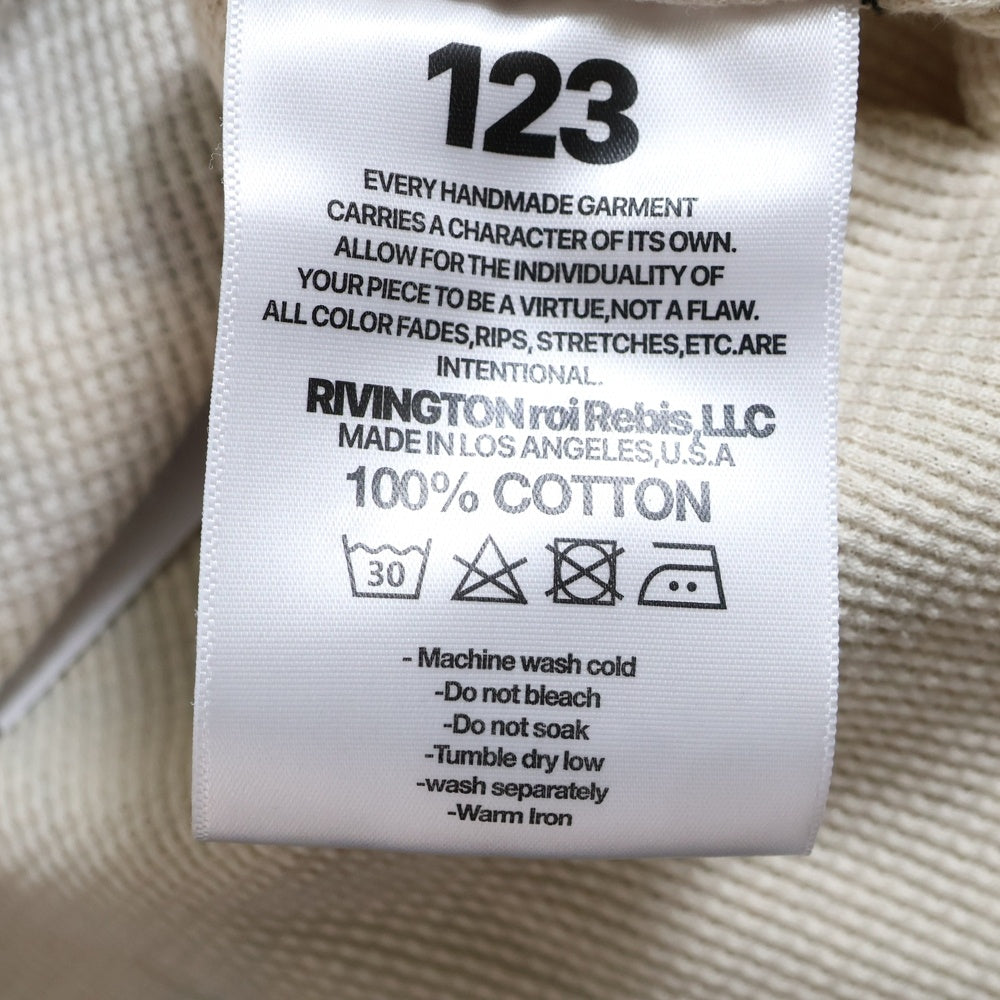 123
EVERY HANDMADE GARMENT
CARRIES A CHARACTER OF ITS OWN.
ALLOW FOR THE INDIVIDUALITY OF
YOUR PIECE TO BE A VIRTUE,NOT A FLAW.
ALL COLOR FADES,RIPS, STRETCHES,ETC.ARE
INTENTIONAL.
RIVINGTON roi Rebis,LLC
MADE IN LOS ANGELES,U.S.A
100% COTTON
30
- Machine wash cold
-Do not bleach
-Do not soak
-Tumble dry low
-wash separately
-Warm Iron